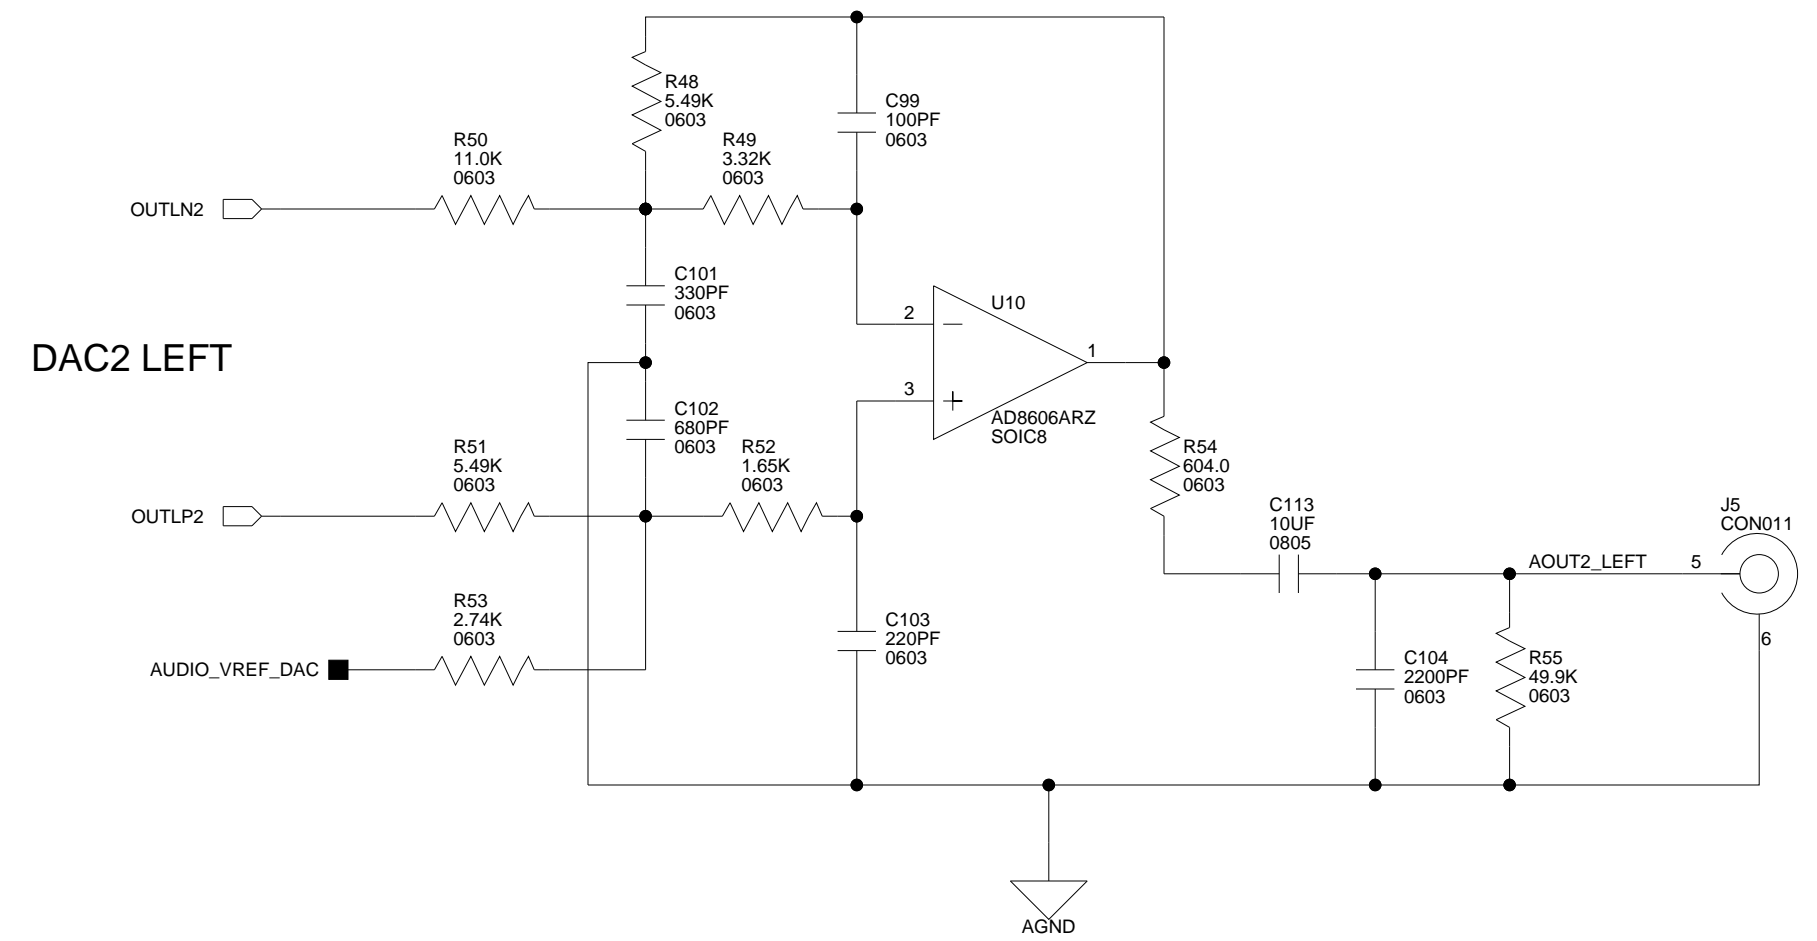 R48
5.49K
0603
C99
100PF
0603
R50
11.0K
0603
R49
3.32K
0603
OUTLN2
C101
330PF
0603
U10
2
DAC2 LEFT
1
3
AD8606ARZ
SOIC8
C102
680PF
0603
R51
5.49K
0603
R52
1.65K
0603
R54
604.0
0603
OUTLP2
C113
10UF
0805
J5
CON011
AOUT2_LEFT
5
R53
2.74K
0603
C103
220PF
0603
6
AUDIO_VREF_DAC
C104
2200PF
0603
R55
49.9K
0603
AGND